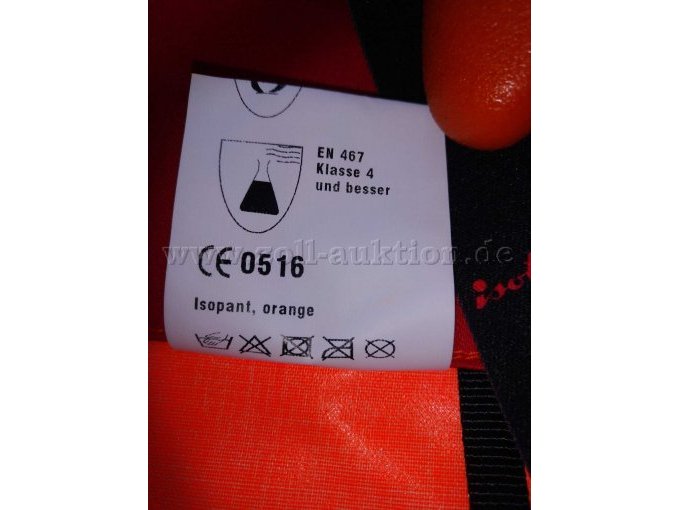 EN 467
Klasse 4
und besser
www.zoll-auktion.de
CE 0516
Isopant, orange